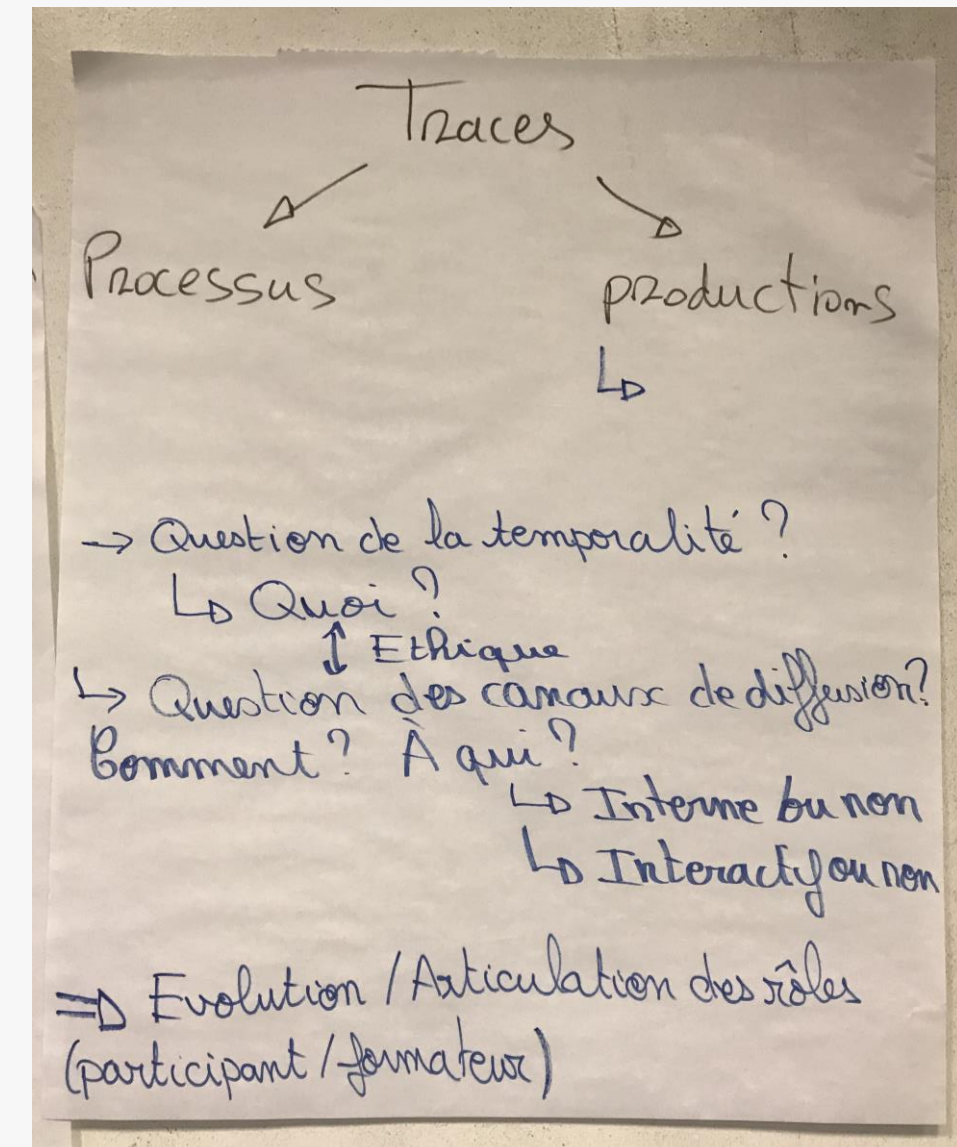 Traces
Processus
productions
→ Question de la temporalité ?
↳ Quoi ?
↕ Ethique
↳ Question des canaux de diffusion ?
Comment ? À qui ?
↳ Interne ou non
↳ Interactif ou non
⇒ Evolution / Articulation des rôles
(participant / formateur)